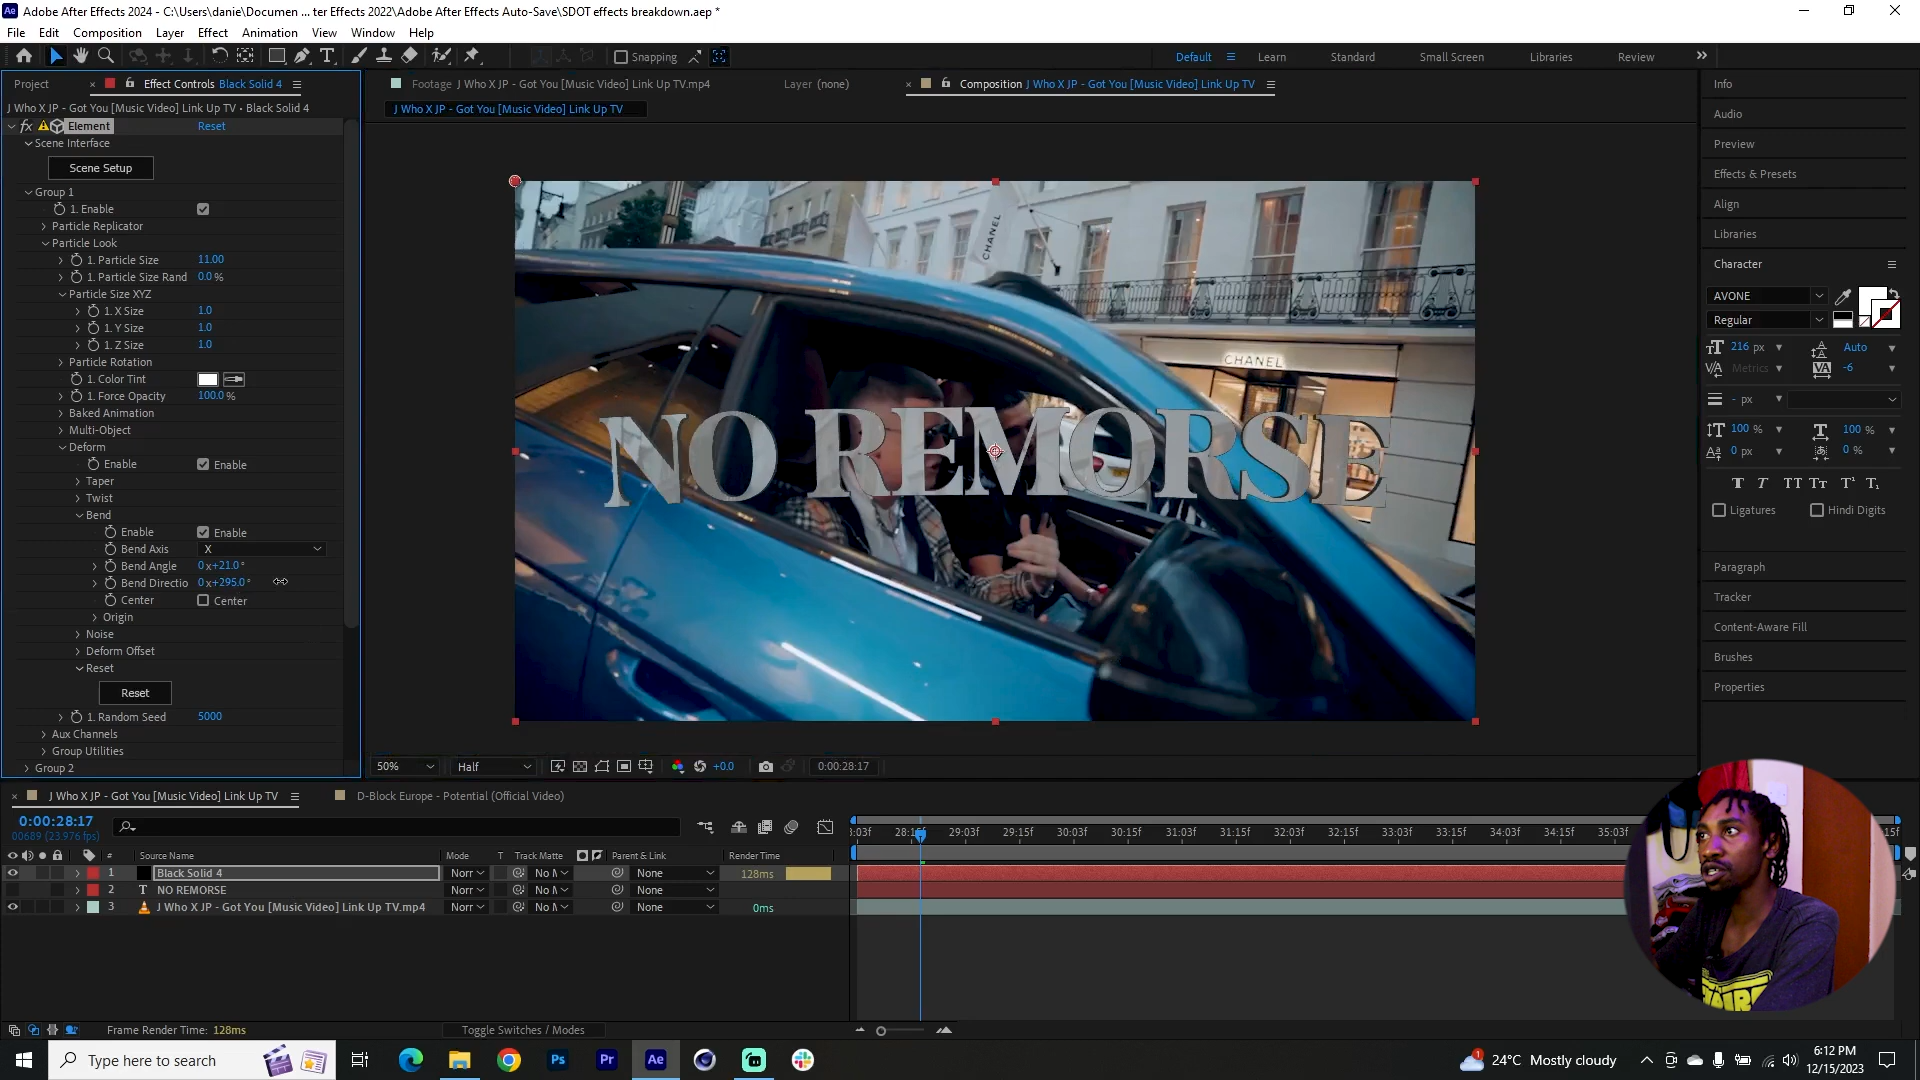 Adobe After Effects 2024 - C:\Users\danie\Documen ... ter Effects 2022\Adobe After Effects Auto-Save\SDOT effects breakdown.aep *
File Edit Composition Layer Effect Animation View Window Help
Snapping
Default Learn Standard Small Screen Libraries Review
Project Effect Controls Black Solid 4
Footage J Who X JP - Got You [Music Video] Link Up TV.mp4 Layer (none) Composition J Who X JP - Got You [Music Video] Link Up TV
J Who X JP - Got You [Music Video] Link Up TV • Black Solid 4
J Who X JP - Got You [Music Video] Link Up TV
fx Element Reset
Scene Interface
Scene Setup
Group 1
1. Enable
Particle Replicator
Particle Look
1. Particle Size 11.00
1. Particle Size Rand 0.0 %
Particle Size XYZ
1. X Size 1.0
1. Y Size 1.0
1. Z Size 1.0
Particle Rotation
1. Color Tint
1. Force Opacity 100.0 %
Baked Animation
Multi-Object
Deform
Enable Enable
Taper
Twist
Bend
Enable Enable
Bend Axis X
Bend Angle 0x+21.0°
Bend Directio 0x+295.0°
Center Center
Origin
Noise
Deform Offset
Reset
Reset
1. Random Seed 5000
Aux Channels
Group Utilities
Group 2
CHANEL
CHANEL
NO REMORSE
50% Half +0.0 0:00:28:17
Info
Audio
Preview
Effects & Presets
Align
Libraries
Character
AVONE
Regular
216 px Auto
Metrics -6
- px
100 % 100 %
0 px 0 %
T T TT Tt T¹ T₁
Ligatures Hindi Digits
Paragraph
Tracker
Content-Aware Fill
Brushes
Properties
J Who X JP - Got You [Music Video] Link Up TV D-Block Europe - Potential (Official Video)
0:00:28:17
00689 (23.976 fps)
:03f 28:15f 29:03f 29:15f 30:03f 30:15f 31:03f 31:15f 32:03f 32:15f 33:03f 33:15f 34:03f 34:15f 35:03f
# Source Name Mode T Track Matte Parent & Link Render Time
1 Black Solid 4 Norr No M None 128ms
2 T NO REMORSE Norr No M None
3 J Who X JP - Got You [Music Video] Link Up TV.mp4 Norr No M None 0ms
Frame Render Time: 128ms Toggle Switches / Modes
Type here to search
Ps Pr Ae
1 24°C Mostly cloudy
6:12 PM
12/15/2023